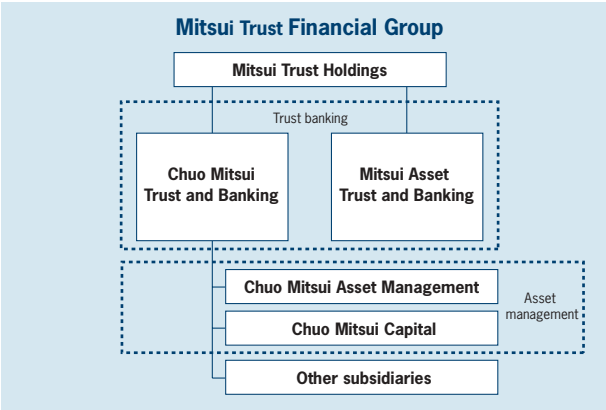 Mitsui Trust Financial Group
Mitsui Trust Holdings
Trust banking
Chuo Mitsui
Trust and Banking
Mitsui Asset
Trust and Banking
Chuo Mitsui Asset Management
Asset
management
Chuo Mitsui Capital
Other subsidiaries